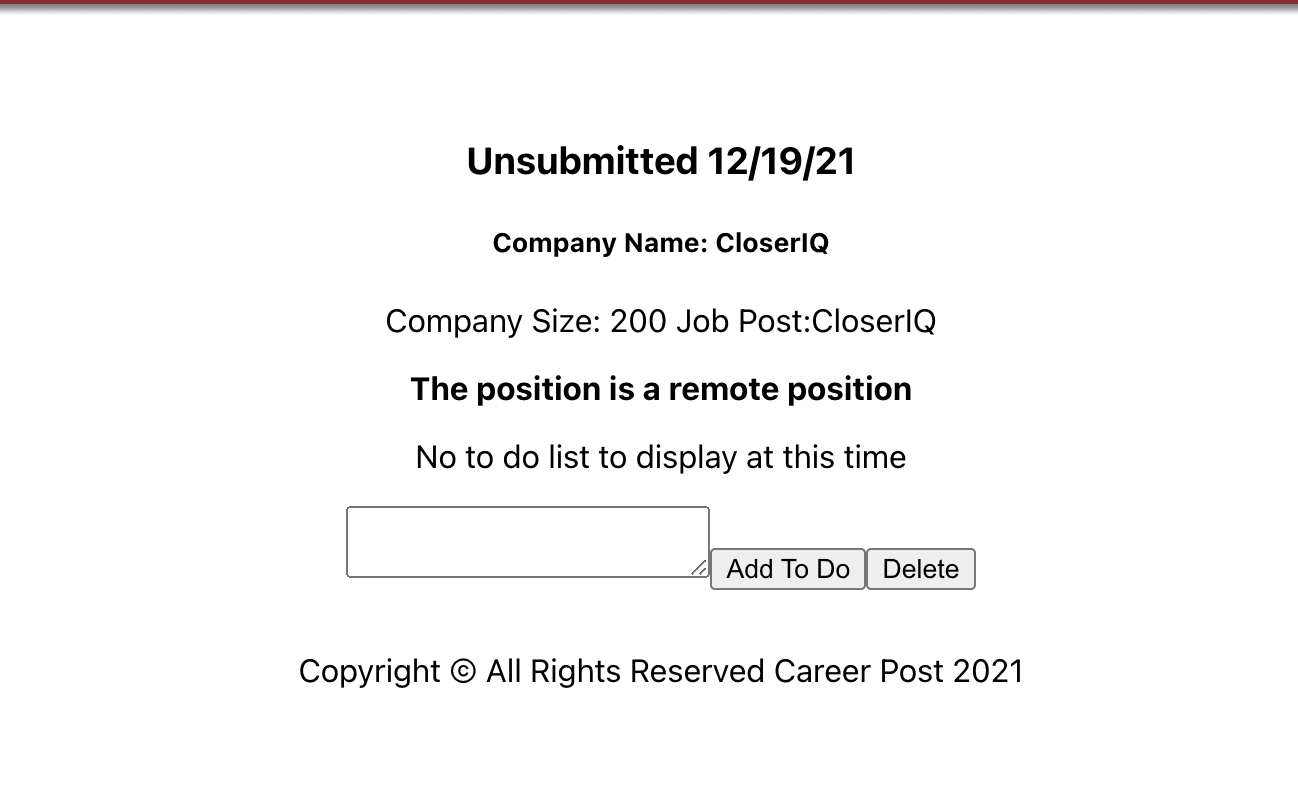 Unsubmitted 12/19/21
Company Name: CloserIQ
Company Size: 200 Job Post:CloserIQ
The position is a remote position
No to do list to display at this time
Add To Do Delete
Copyright © All Rights Reserved Career Post 2021